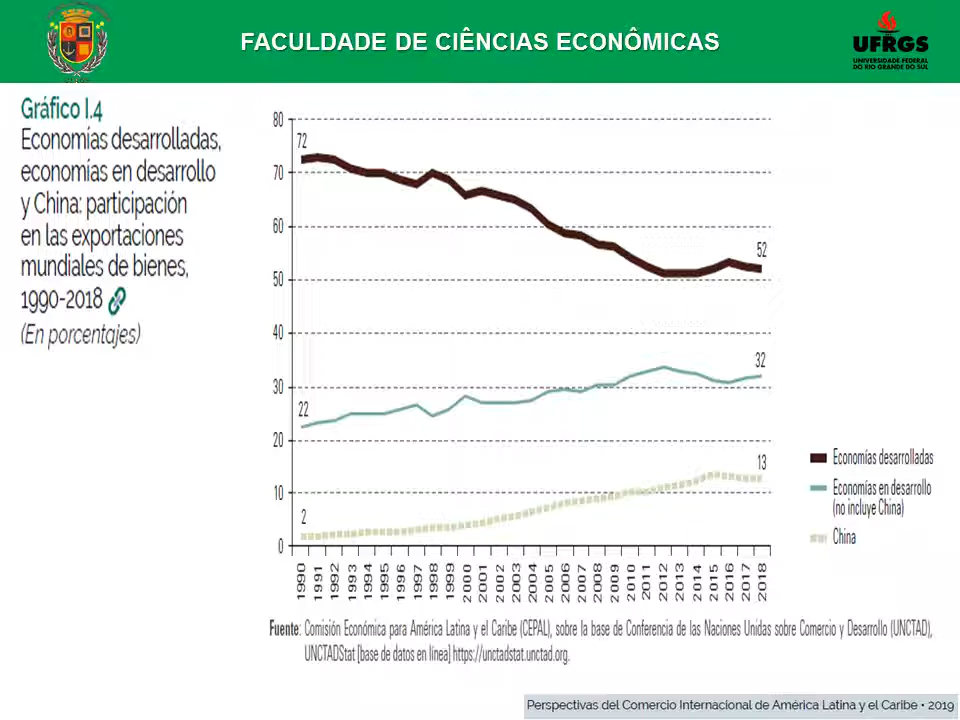 FACULDADE DE CIÊNCIAS ECONÔMICAS
UFRGS
UNIVERSIDADE FEDERAL
DO RIO GRANDE DO SUL
Gráfico I.4
Economías desarrolladas,
economías en desarrollo
y China: participación
en las exportaciones
mundiales de bienes,
1990-2018
(En porcentajes)
80
70
60
50
40
30
20
10
0
72
52
22
32
2
13
1990
1991
1992
1993
1994
1995
1996
1997
1998
1999
2000
2001
2002
2003
2004
2005
2006
2007
2008
2009
2010
2011
2012
2013
2014
2015
2016
2017
2018
Economías desarrolladas
Economías en desarrollo
(no incluye China)
China
Fuente: Comisión Económica para América Latina y el Caribe (CEPAL), sobre la base de Conferencia de las Naciones Unidas sobre Comercio y Desarrollo (UNCTAD),
UNCTADStat [base de datos en línea] https://unctadstat.unctad.org.
Perspectivas del Comercio Internacional de América Latina y el Caribe • 2019